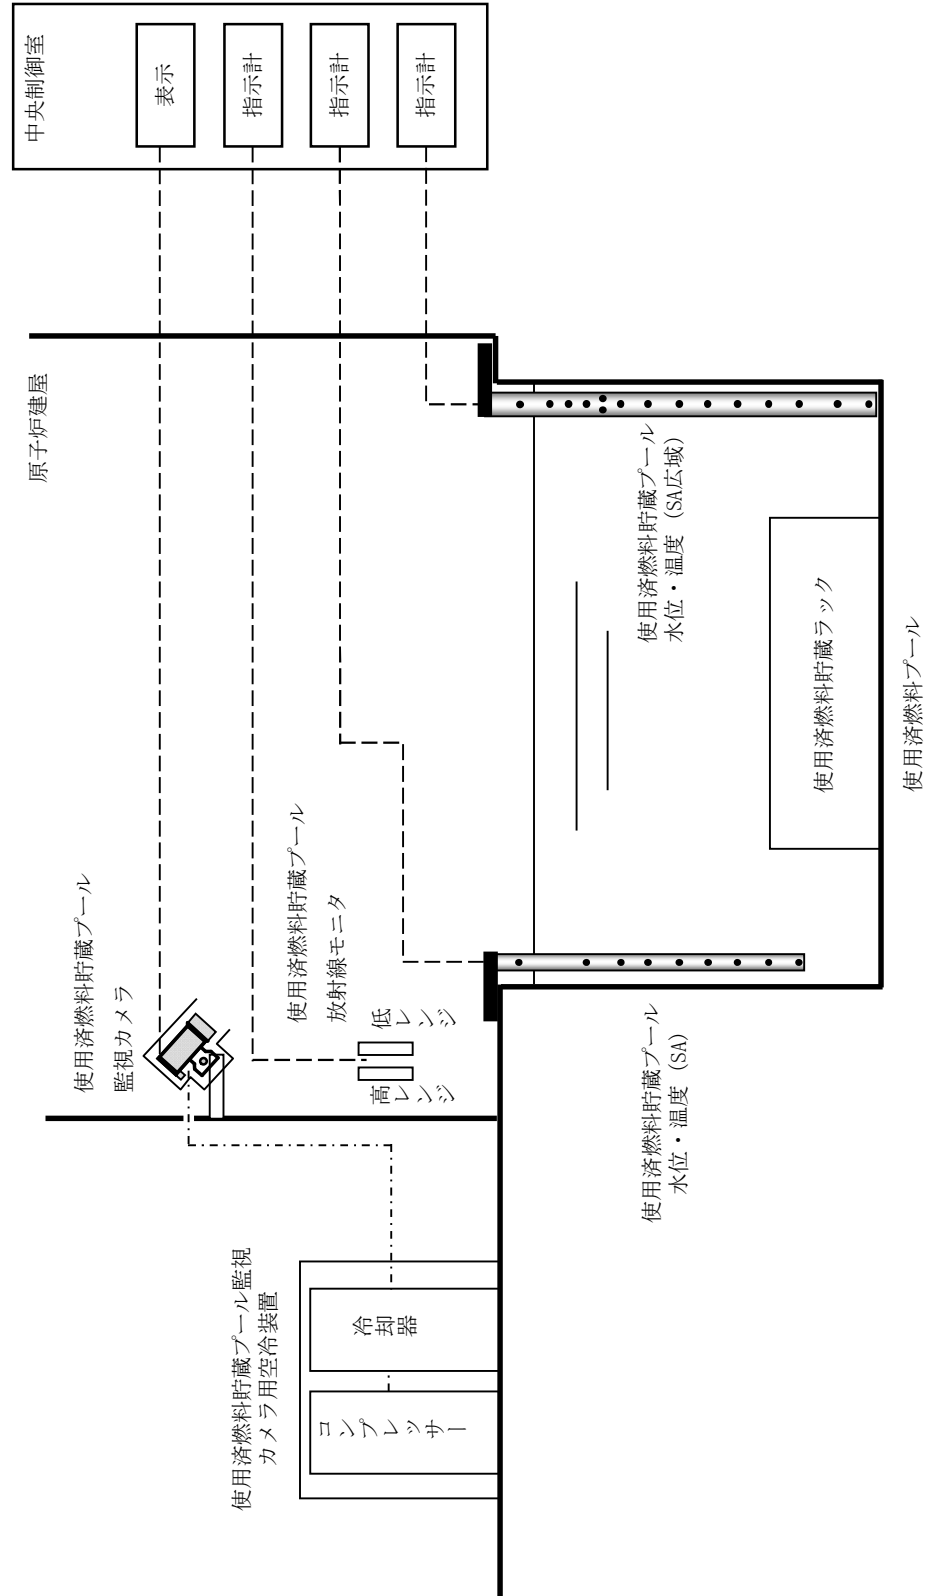 中央制御室
表示
指示計
指示計
指示計
原子炉建屋
使用済燃料貯蔵プール
監視カメラ
使用済燃料貯蔵プール
放射線モニタ
低レンジ
高レンジ
使用済燃料貯蔵プール
水位・温度（SA広域）
使用済燃料貯蔵ラック
使用済燃料プール
使用済燃料貯蔵プール
水位・温度（SA）
使用済燃料貯蔵プール監視
カメラ用空冷装置
冷却器
コンプレッサー